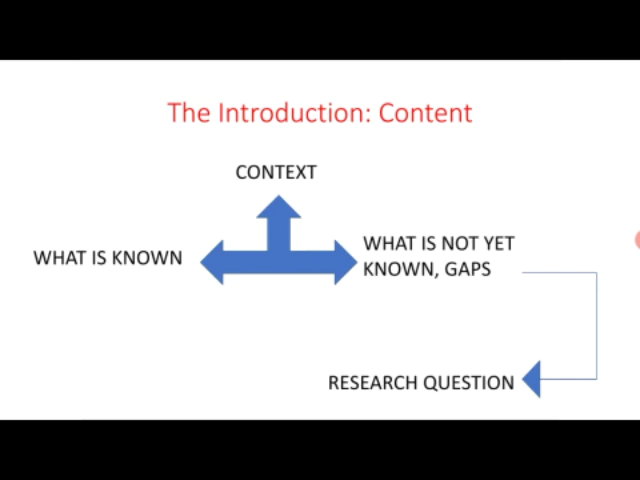 The Introduction: Content
CONTEXT
WHAT IS KNOWN
WHAT IS NOT YET
KNOWN, GAPS
RESEARCH QUESTION